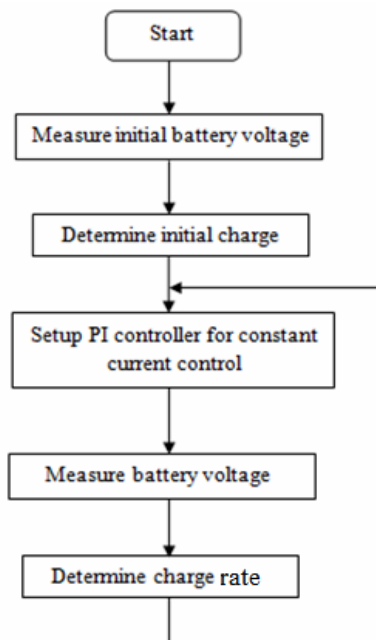 Start
Measure initial battery voltage
Determine initial charge
Setup PI controller for constant
current control
Measure battery voltage
Determine charge rate